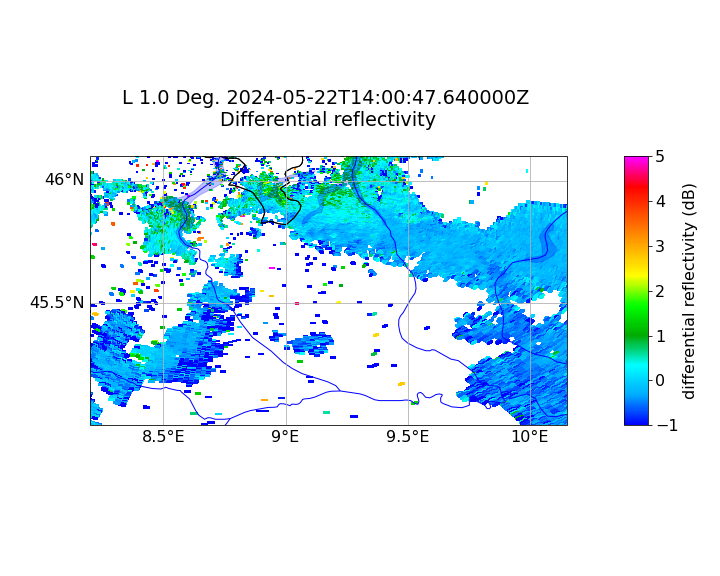 L 1.0 Deg. 2024-05-22T14:00:47.640000Z
Differential reflectivity
46°N
45.5°N
8.5°E
9°E
9.5°E
10°E
5
4
3
2
1
0
−1
differential reflectivity (dB)